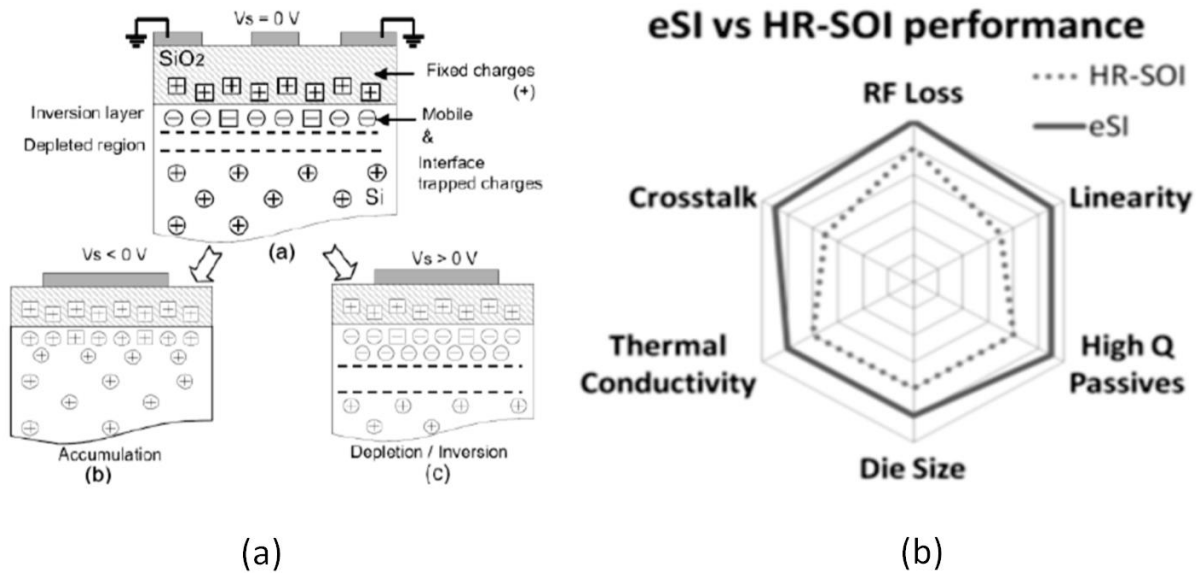 Vs = 0 V
SiO2
Fixed charges
(+)
Inversion layer
Mobile
&
Depleted region
Interface
trapped charges
Si
(a)
Vs < 0 V
Vs > 0 V
Accumulation
(b)
Depletion / Inversion
(c)
(a)
eSI vs HR-SOI performance
HR-SOI
eSI
RF Loss
Crosstalk
Linearity
Thermal
Conductivity
High Q
Passives
Die Size
(b)